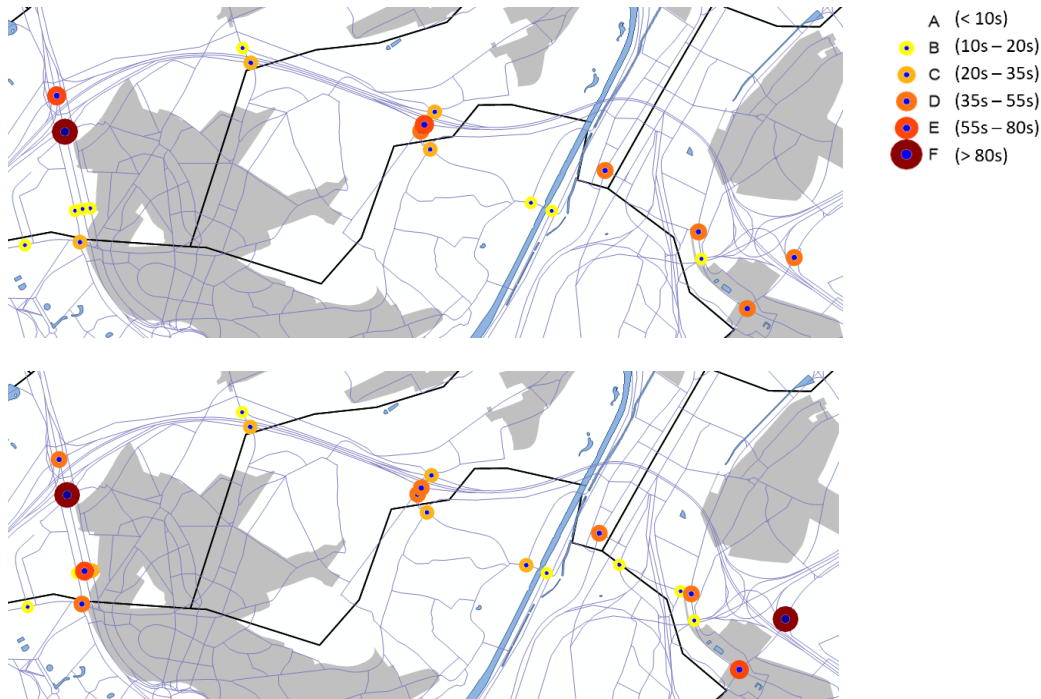 A (< 10s)
B (10s – 20s)
C (20s – 35s)
D (35s – 55s)
E (55s – 80s)
F (> 80s)